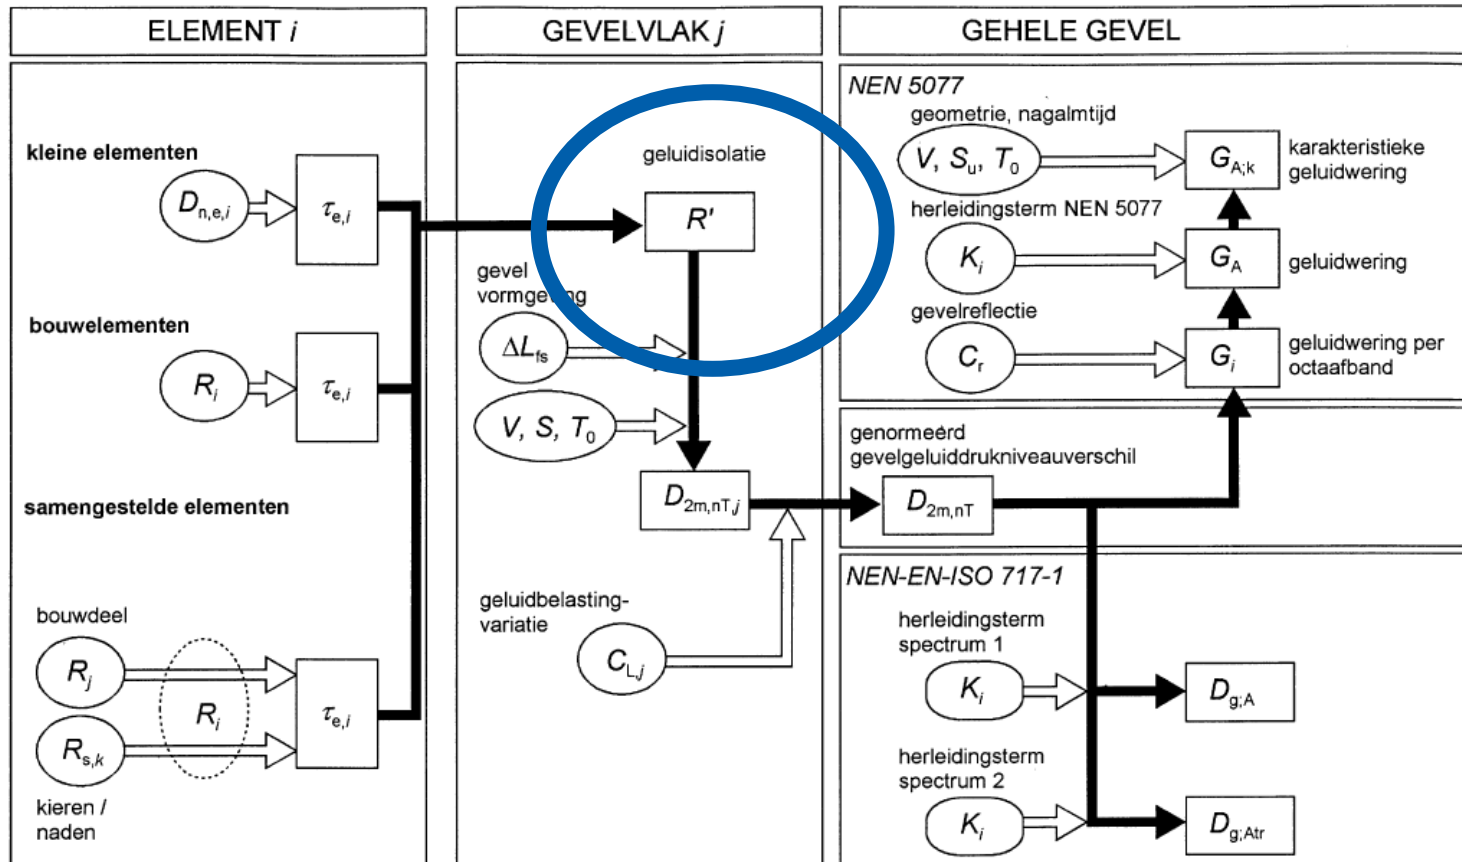 ELEMENT i
kleine elementen
Dn,e,i
τe,i
bouwelementen
Ri
τe,i
samengestelde elementen
bouwdeel
Rj
Ri
τe,i
Rs,k
kieren /
naden
GEVELVLAK j
geluidisolatie
R'
gevel
vormgeving
ΔLfs
V, S, T0
D2m,nT,j
geluidbelasting-
variatie
CL,j
GEHELE GEVEL
NEN 5077
geometrie, nagalmtijd
V, Su, T0
GA;k
karakteristieke
geluidwering
herleidingsterm NEN 5077
Ki
GA
geluidwering
gevelreflectie
Cr
Gi
geluidwering per
octaafband
genormeerd
gevelgeluiddrukniveauverschil
D2m,nT
NEN-EN-ISO 717-1
herleidingsterm
spectrum 1
Ki
Dg;A
herleidingsterm
spectrum 2
Ki
Dg;Atr